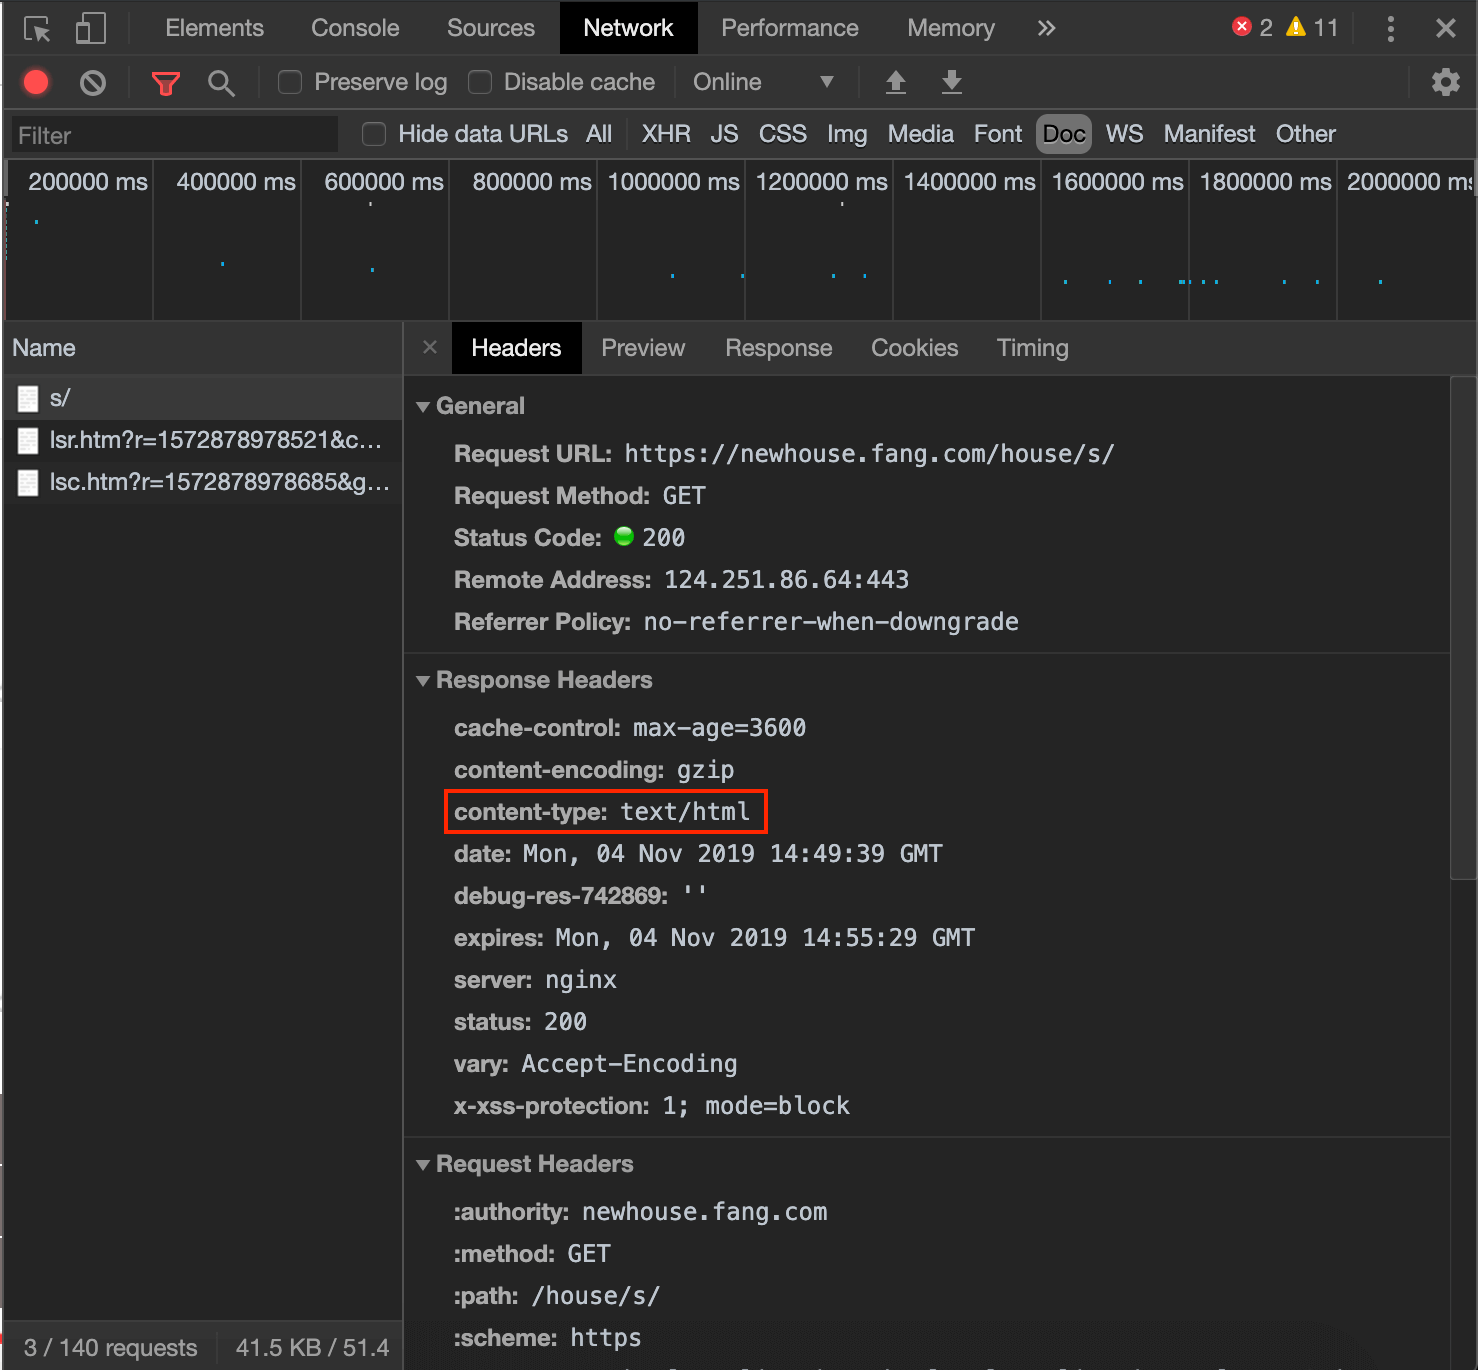 Elements Console Sources Network Performance Memory » 2 11
Preserve log Disable cache Online
Filter Hide data URLs All XHR JS CSS Img Media Font Doc WS Manifest Other
200000 ms 400000 ms 600000 ms 800000 ms 1000000 ms 1200000 ms 1400000 ms 1600000 ms 1800000 ms 2000000 ms
Name
s/
lsr.htm?r=1572878978521&c…
lsc.htm?r=1572878978685&g…
3 / 140 requests 41.5 KB / 51.4
Headers Preview Response Cookies Timing
General
Request URL: https://newhouse.fang.com/house/s/
Request Method: GET
Status Code: 200
Remote Address: 124.251.86.64:443
Referrer Policy: no-referrer-when-downgrade
Response Headers
cache-control: max-age=3600
content-encoding: gzip
content-type: text/html
date: Mon, 04 Nov 2019 14:49:39 GMT
debug-res-742869: ''
expires: Mon, 04 Nov 2019 14:55:29 GMT
server: nginx
status: 200
vary: Accept-Encoding
x-xss-protection: 1; mode=block
Request Headers
:authority: newhouse.fang.com
:method: GET
:path: /house/s/
:scheme: https